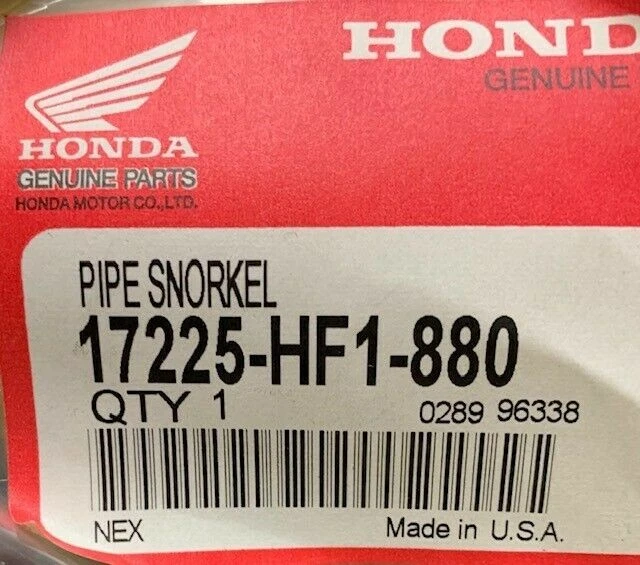 HONDA
GENUINE PARTS
HONDA MOTOR CO.,LTD.
HOND
GENUINE
PIPE SNORKEL
17225-HF1-880
QTY 1
0289 96338
NEX
Made in U.S.A.